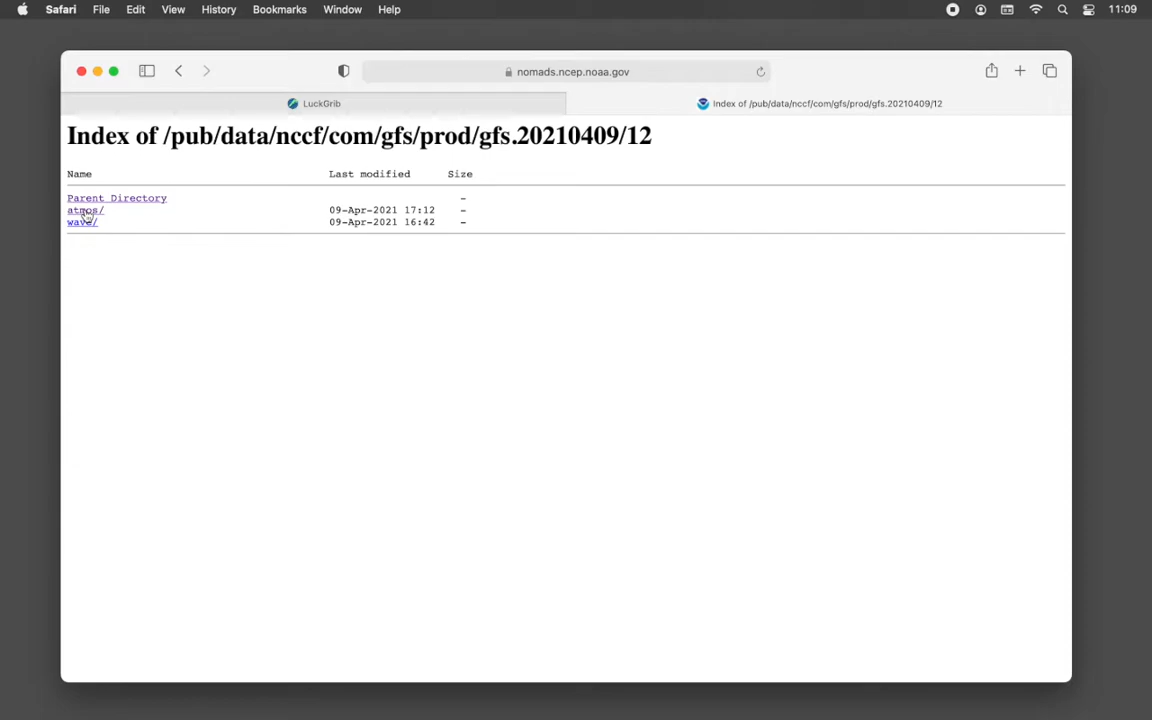 Safari File Edit View History Bookmarks Window Help 11:09
nomads.ncep.noaa.gov
LuckGrib Index of /pub/data/nccf/com/gfs/prod/gfs.20210409/12
Index of /pub/data/nccf/com/gfs/prod/gfs.20210409/12
Name Last modified Size
Parent Directory -
atmos/ 09-Apr-2021 17:12 -
wave/ 09-Apr-2021 16:42 -